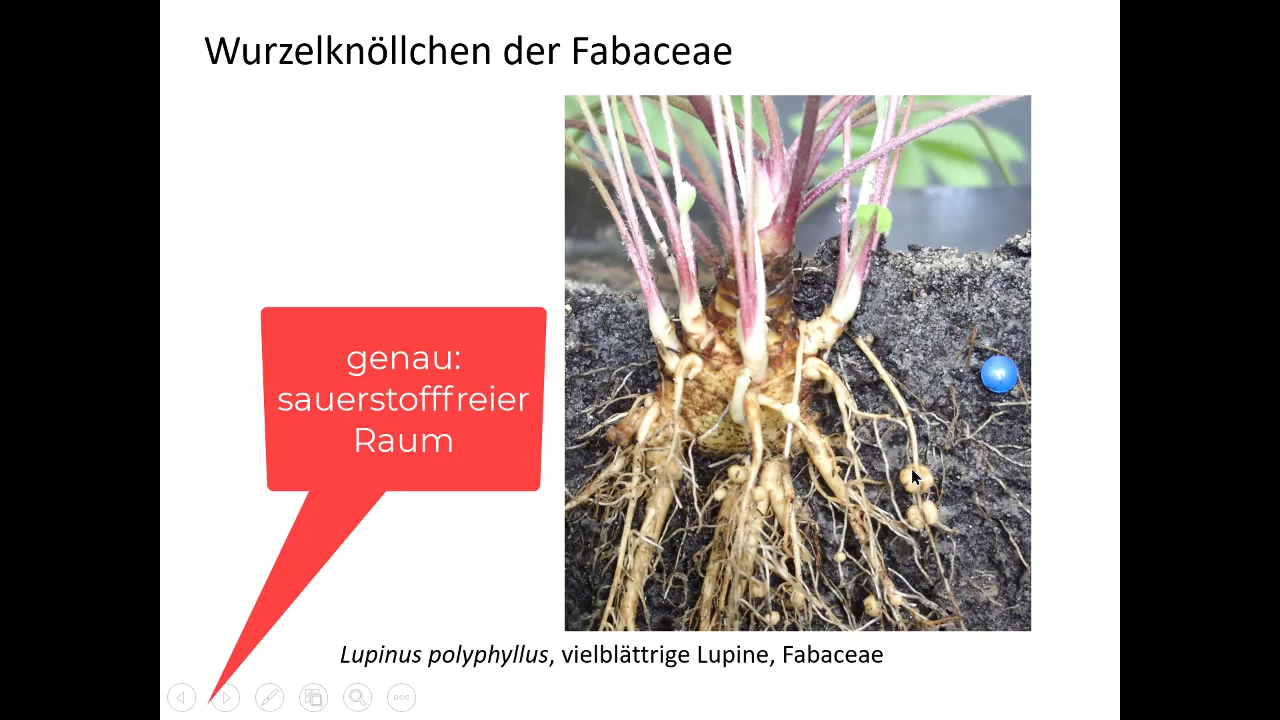 Wurzelknöllchen der Fabaceae
genau:
sauerstofffreier
Raum
Lupinus polyphyllus, vielblättrige Lupine, Fabaceae